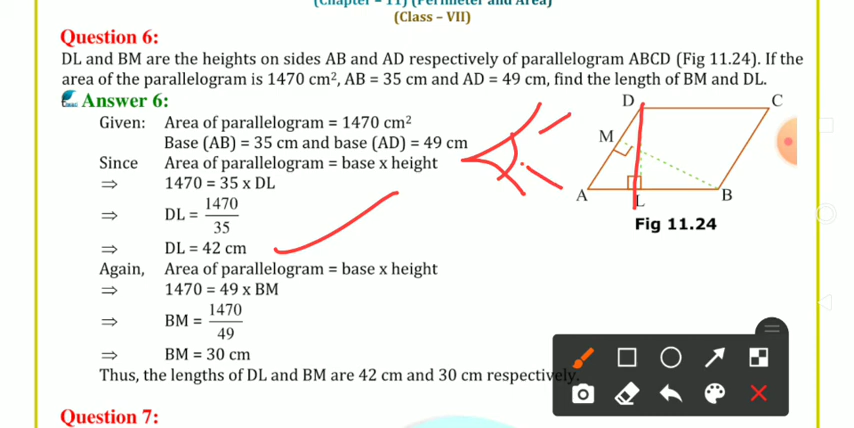 (Chapter – 11) (Perimeter and Area)
(Class – VII)
Question 6:
DL and BM are the heights on sides AB and AD respectively of parallelogram ABCD (Fig 11.24). If the
area of the parallelogram is 1470 cm², AB = 35 cm and AD = 49 cm, find the length of BM and DL.
Answer 6:
Given: Area of parallelogram = 1470 cm²
Base (AB) = 35 cm and base (AD) = 49 cm
Since Area of parallelogram = base x height
⇒ 1470 = 35 x DL
⇒ DL = 1470/35
⇒ DL = 42 cm
Again, Area of parallelogram = base x height
⇒ 1470 = 49 x BM
⇒ BM = 1470/49
⇒ BM = 30 cm
Thus, the lengths of DL and BM are 42 cm and 30 cm respectively.
D C
M
A L B
Fig 11.24
Question 7: